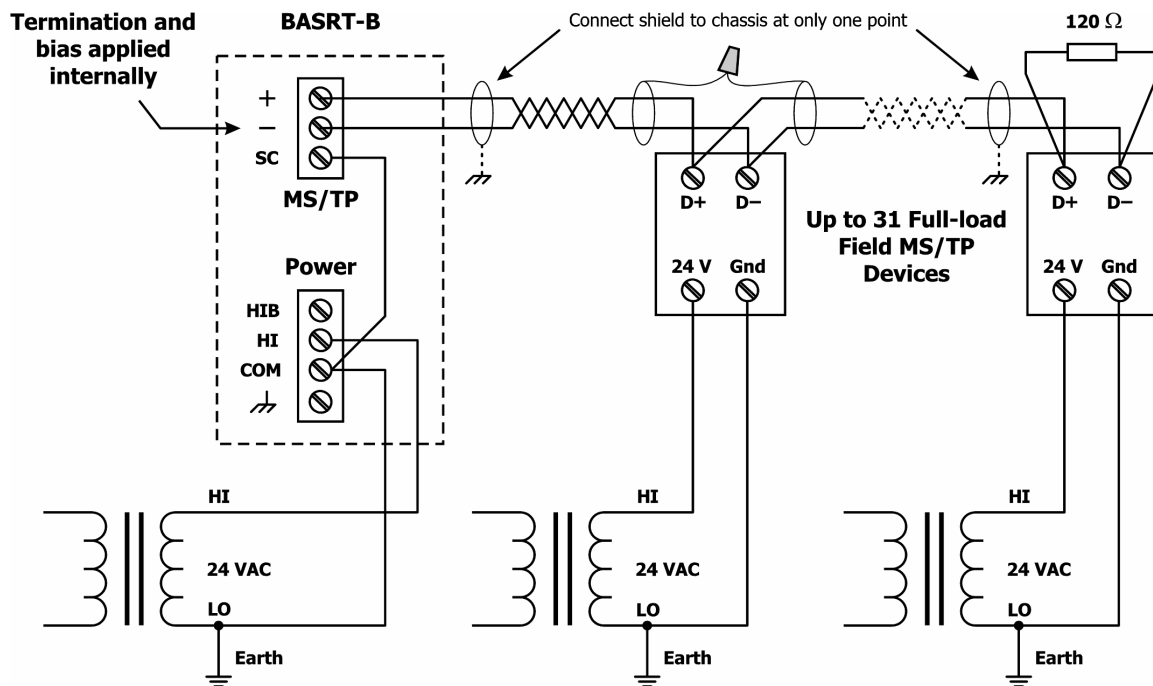 Termination and
bias applied
internally
BASRT-B
Connect shield to chassis at only one point
120 Ω
+
−
SC
MS/TP
Power
HIB
HI
COM
D+ D−
24 V Gnd
Up to 31 Full-load
Field MS/TP
Devices
D+ D−
24 V Gnd
HI
24 VAC
LO
Earth
HI
24 VAC
LO
Earth
HI
24 VAC
LO
Earth